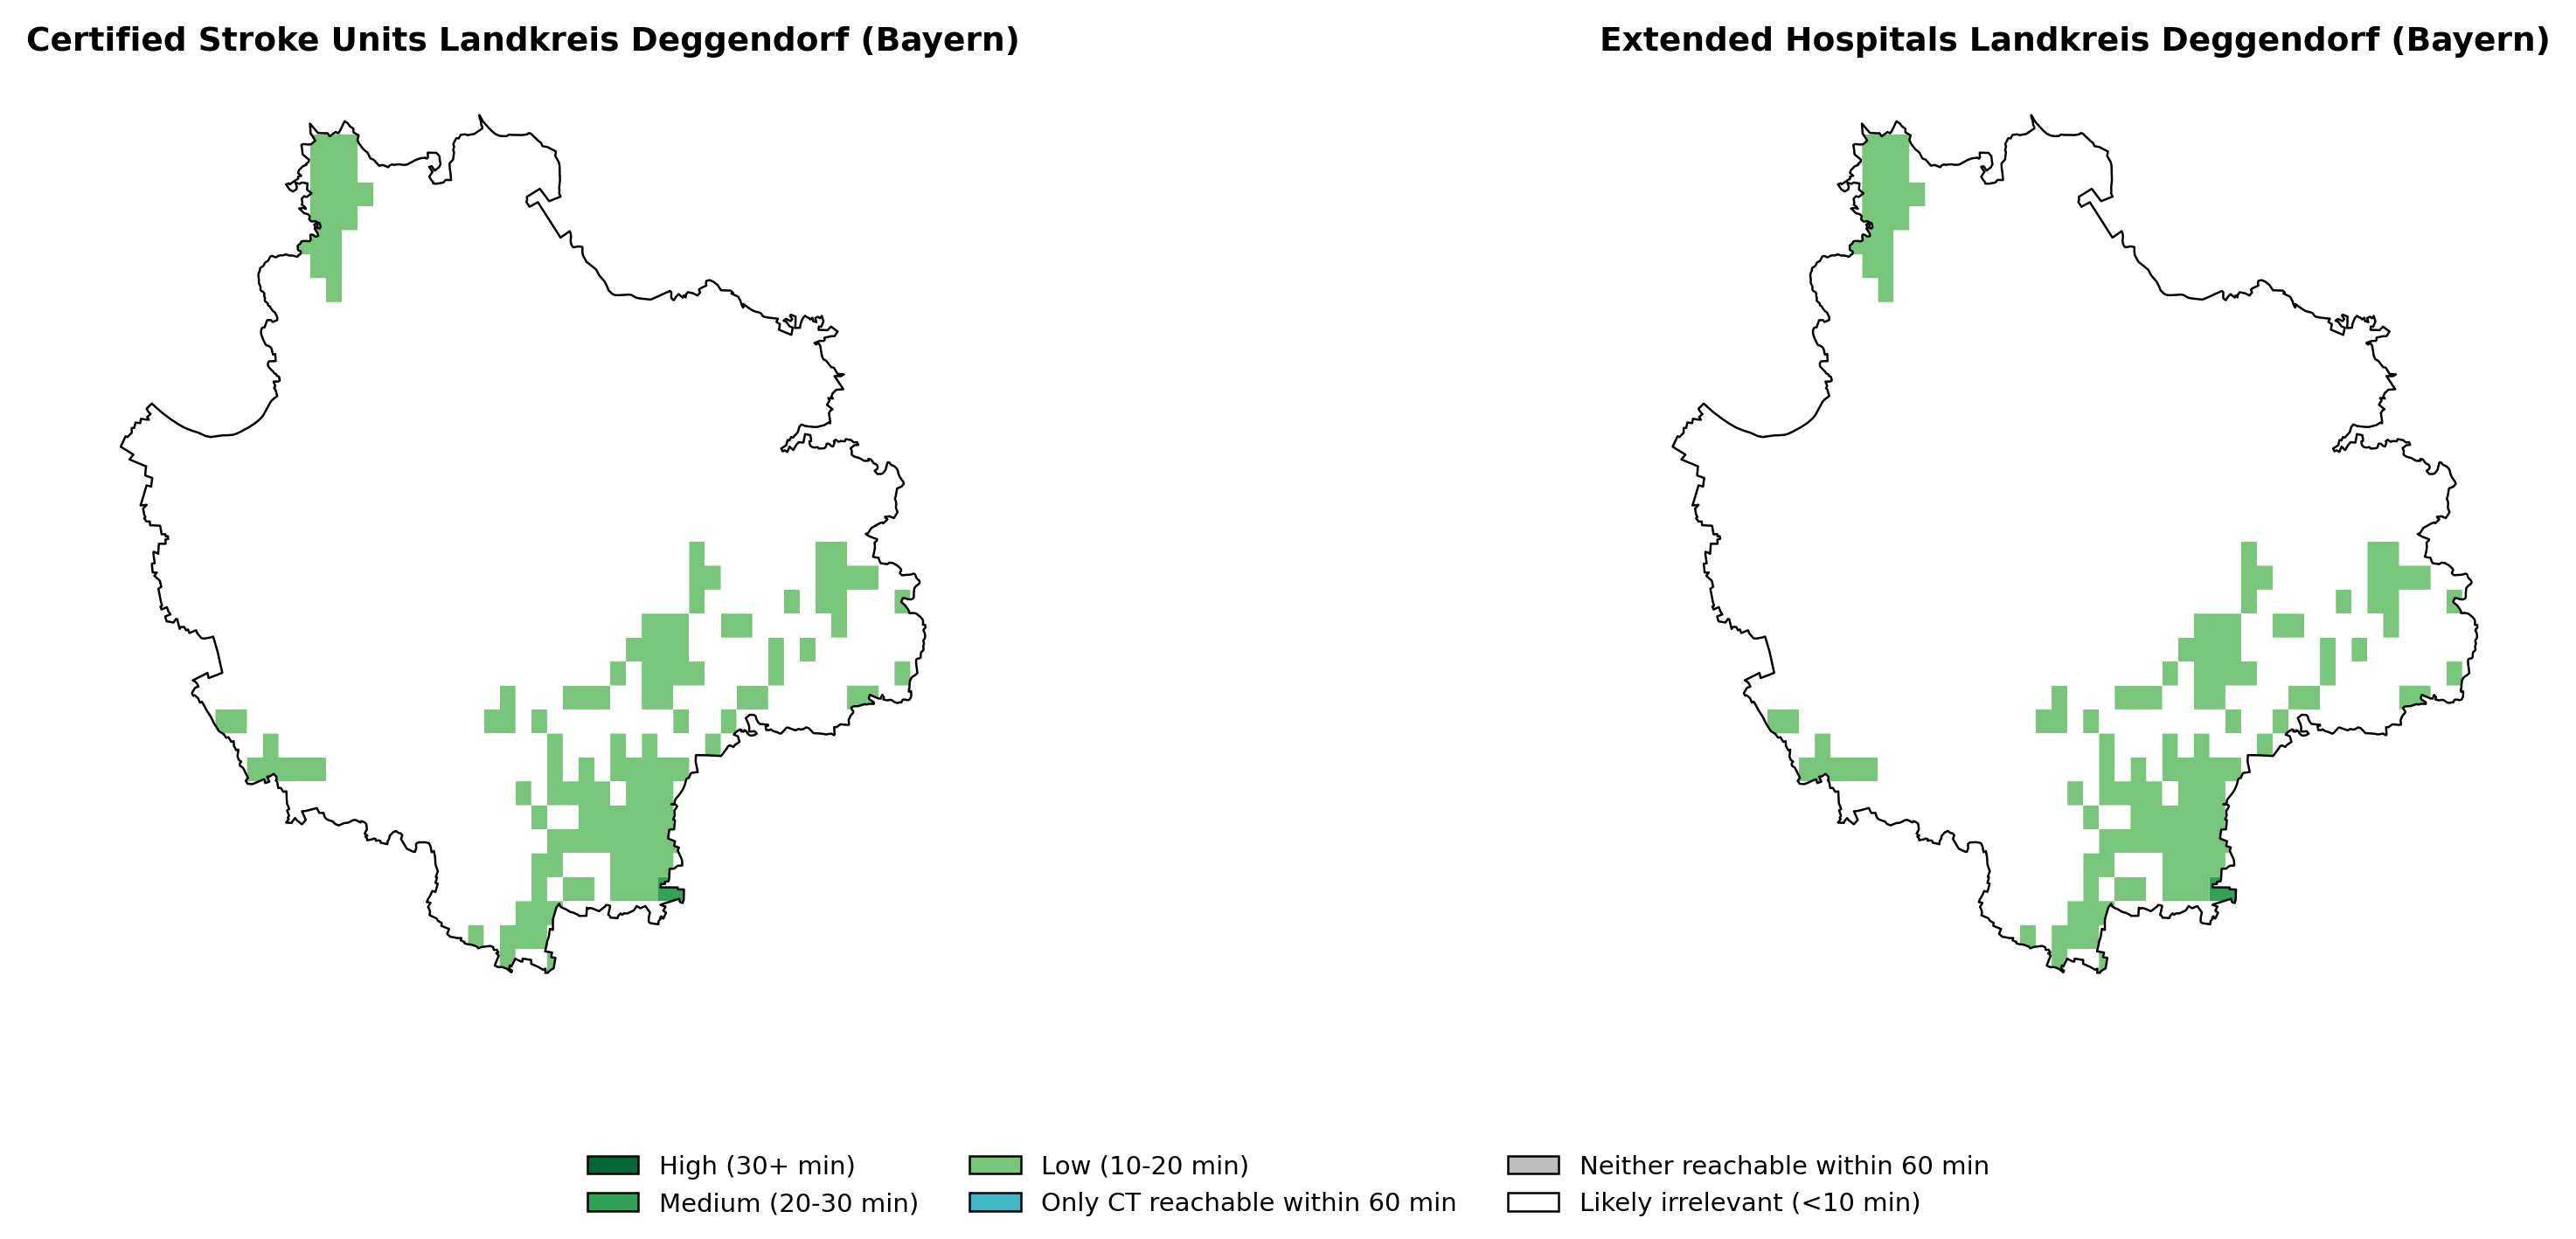 Certified Stroke Units Landkreis Deggendorf (Bayern)
Extended Hospitals Landkreis Deggendorf (Bayern)
High (30+ min)
Medium (20-30 min)
Low (10-20 min)
Only CT reachable within 60 min
Neither reachable within 60 min
Likely irrelevant (<10 min)